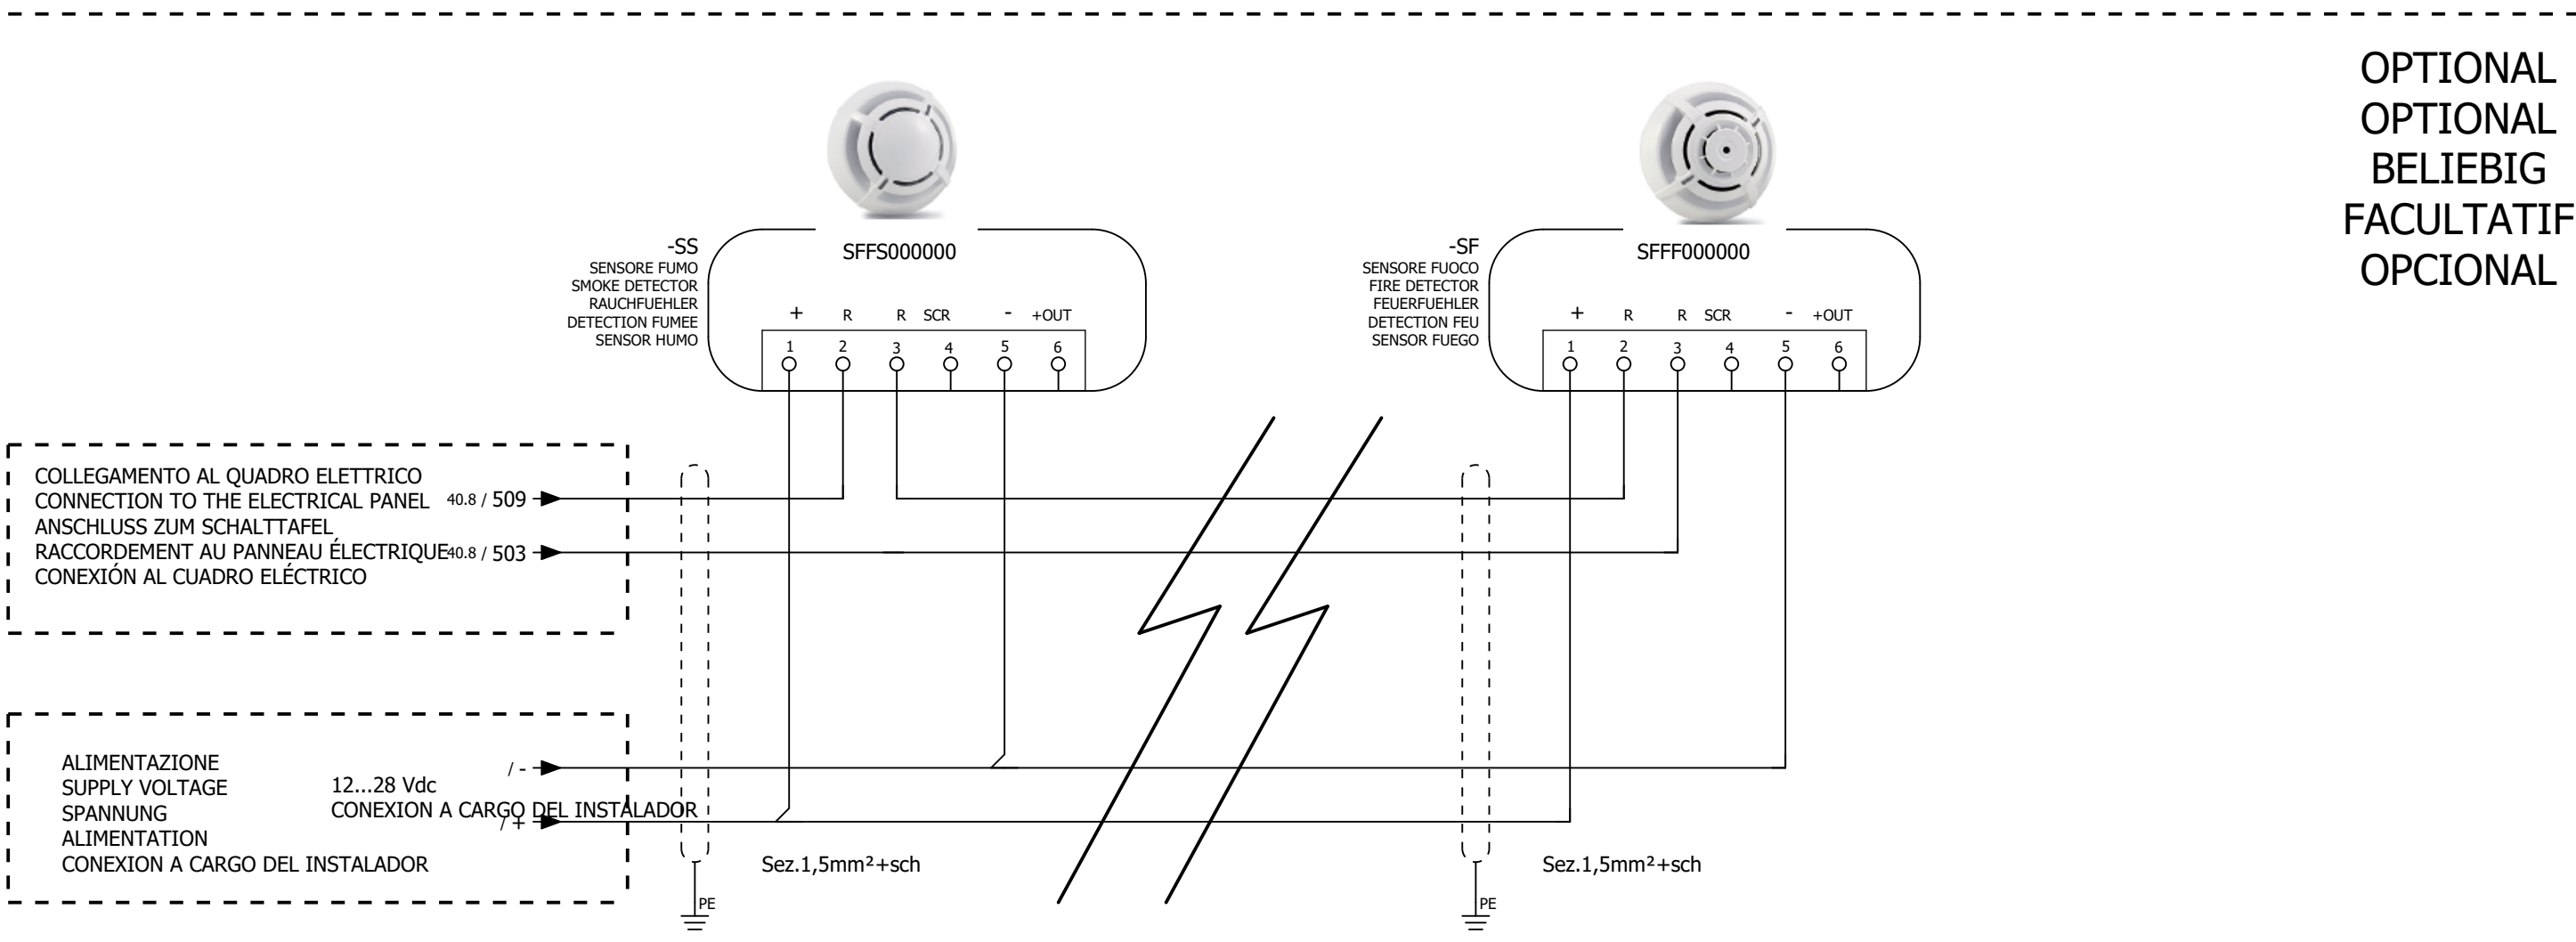 OPTIONAL
OPTIONAL
BELIEBIG
FACULTATIF
OPCIONAL
-SS
SENSORE FUMO
SMOKE DETECTOR
RAUCHFUEHLER
DETECTION FUMEE
SENSOR HUMO
SFFS000000
+ R R SCR - +OUT
1 2 3 4 5 6
-SF
SENSORE FUOCO
FIRE DETECTOR
FEUERFUEHLER
DETECTION FEU
SENSOR FUEGO
SFFF000000
+ R R SCR - +OUT
1 2 3 4 5 6
COLLEGAMENTO AL QUADRO ELETTRICO
CONNECTION TO THE ELECTRICAL PANEL
ANSCHLUSS ZUM SCHALTTAFEL
RACCORDEMENT AU PANNEAU ÉLECTRIQUE
CONEXIÓN AL CUADRO ELÉCTRICO
40.8 / 509
40.8 / 503
ALIMENTAZIONE
SUPPLY VOLTAGE
SPANNUNG
ALIMENTATION
CONEXION A CARGO DEL INSTALADOR
12...28 Vdc
CONEXION A CARGO DEL INSTALADOR
/ -
/ +
PE
Sez.1,5mm²+sch
PE
Sez.1,5mm²+sch